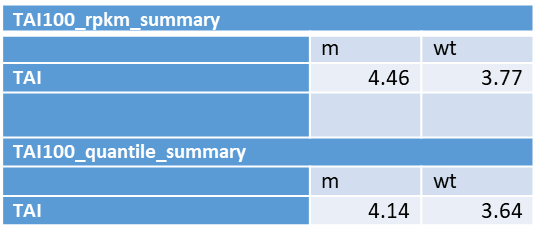 TAI100_rpkm_summary
m wt
TAI 4.46 3.77
TAI100_quantile_summary
m wt
TAI 4.14 3.64